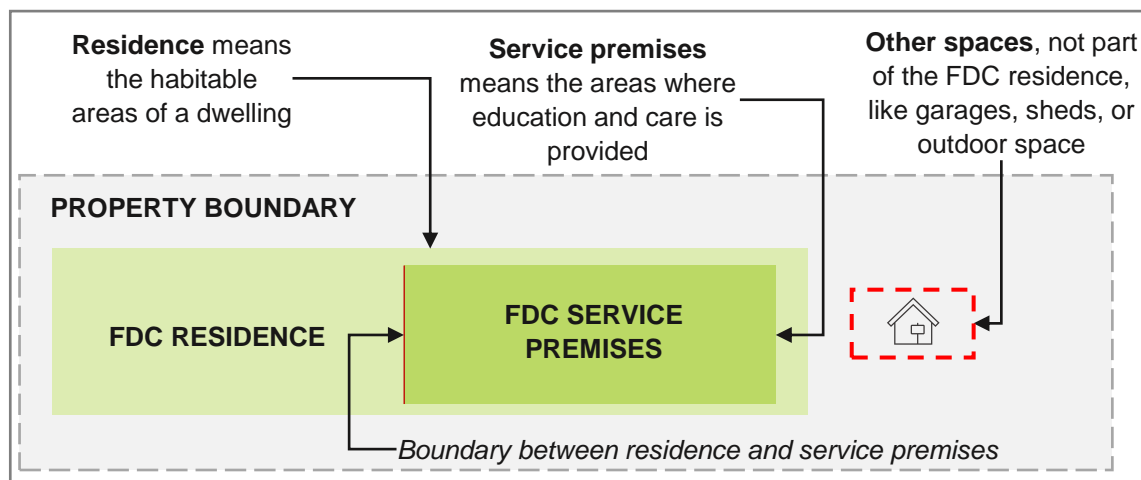 Residence means
the habitable
areas of a dwelling
Service premises
means the areas where
education and care is
provided
Other spaces, not part
of the FDC residence,
like garages, sheds, or
outdoor space
PROPERTY BOUNDARY
FDC RESIDENCE
FDC SERVICE
PREMISES
Boundary between residence and service premises